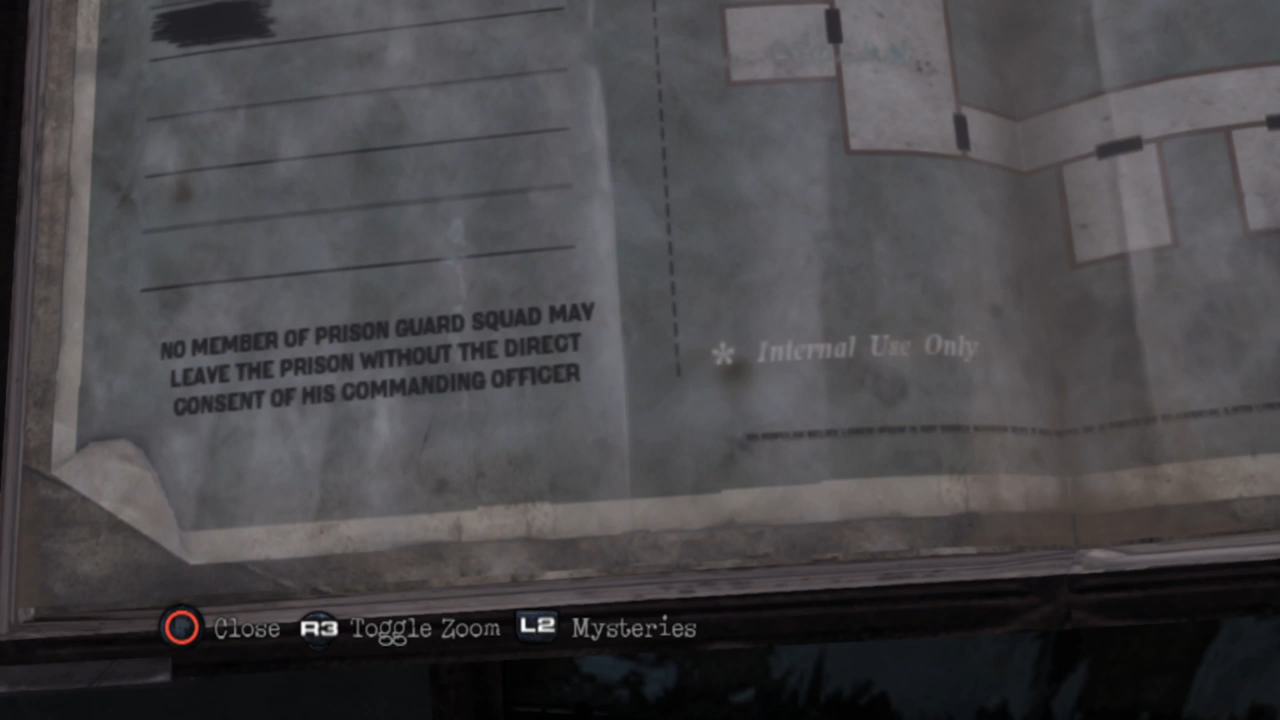 NO MEMBER OF PRISON GUARD SQUAD MAY
LEAVE THE PRISON WITHOUT THE DIRECT
CONSENT OF HIS COMMANDING OFFICER
* Internal Use Only
Close R3 Toggle Zoom L2 Mysteries